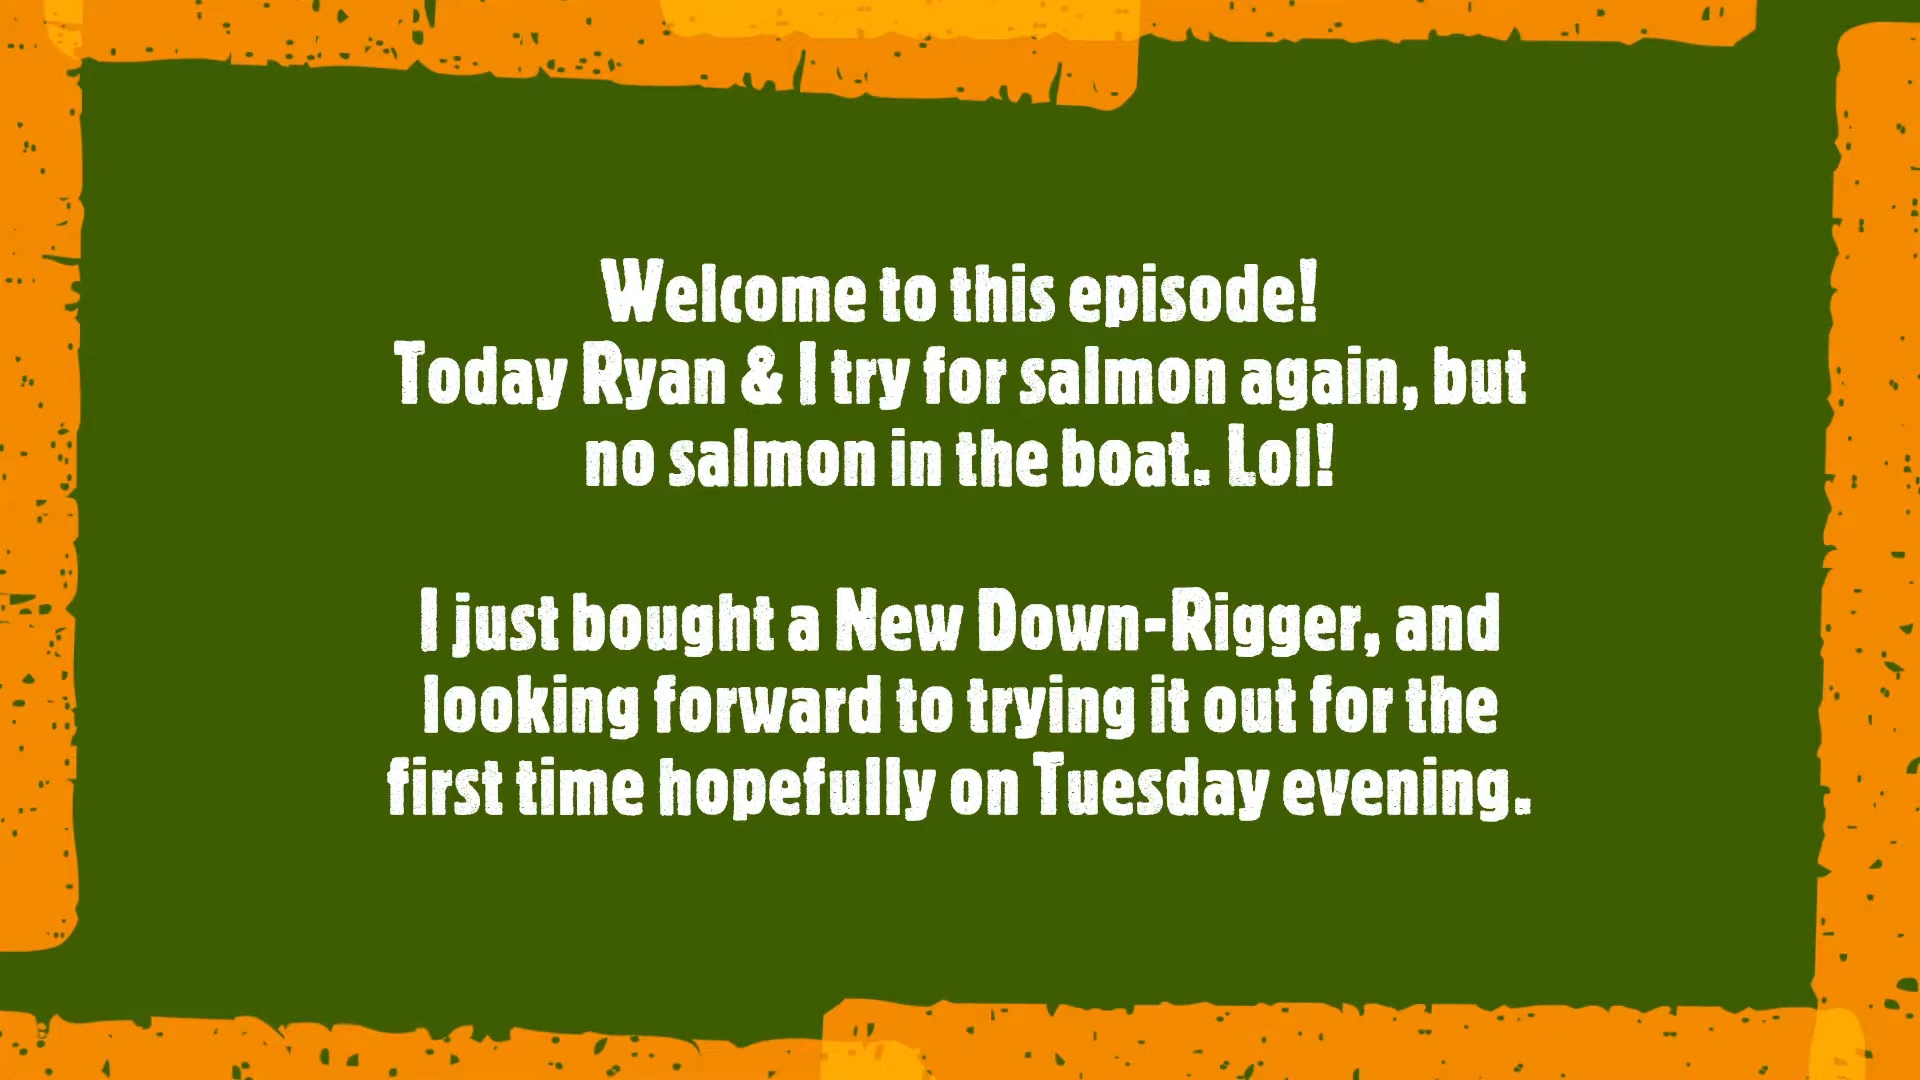 Welcome to this episode!
Today Ryan & I try for salmon again, but
no salmon in the boat. Lol!
I just bought a New Down-Rigger, and
looking forward to trying it out for the
first time hopefully on Tuesday evening.